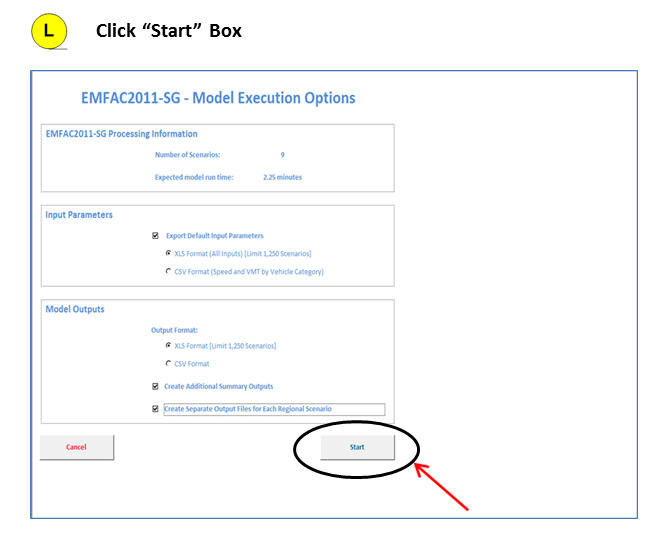 L
Click “Start” Box
EMFAC2011-SG - Model Execution Options
EMFAC2011-SG Processing Information
Number of Scenarios: 9
Expected model run time: 2.25 minutes
Input Parameters
Export Default Input Parameters
XLS Format (All Inputs) [Limit 1,250 Scenarios]
CSV Format (Speed and VMT by Vehicle Category)
Model Outputs
Output Format:
XLS Format [Limit 1,250 Scenarios]
CSV Format
Create Additional Summary Outputs
Create Separate Output Files for Each Regional Scenario
Cancel
Start